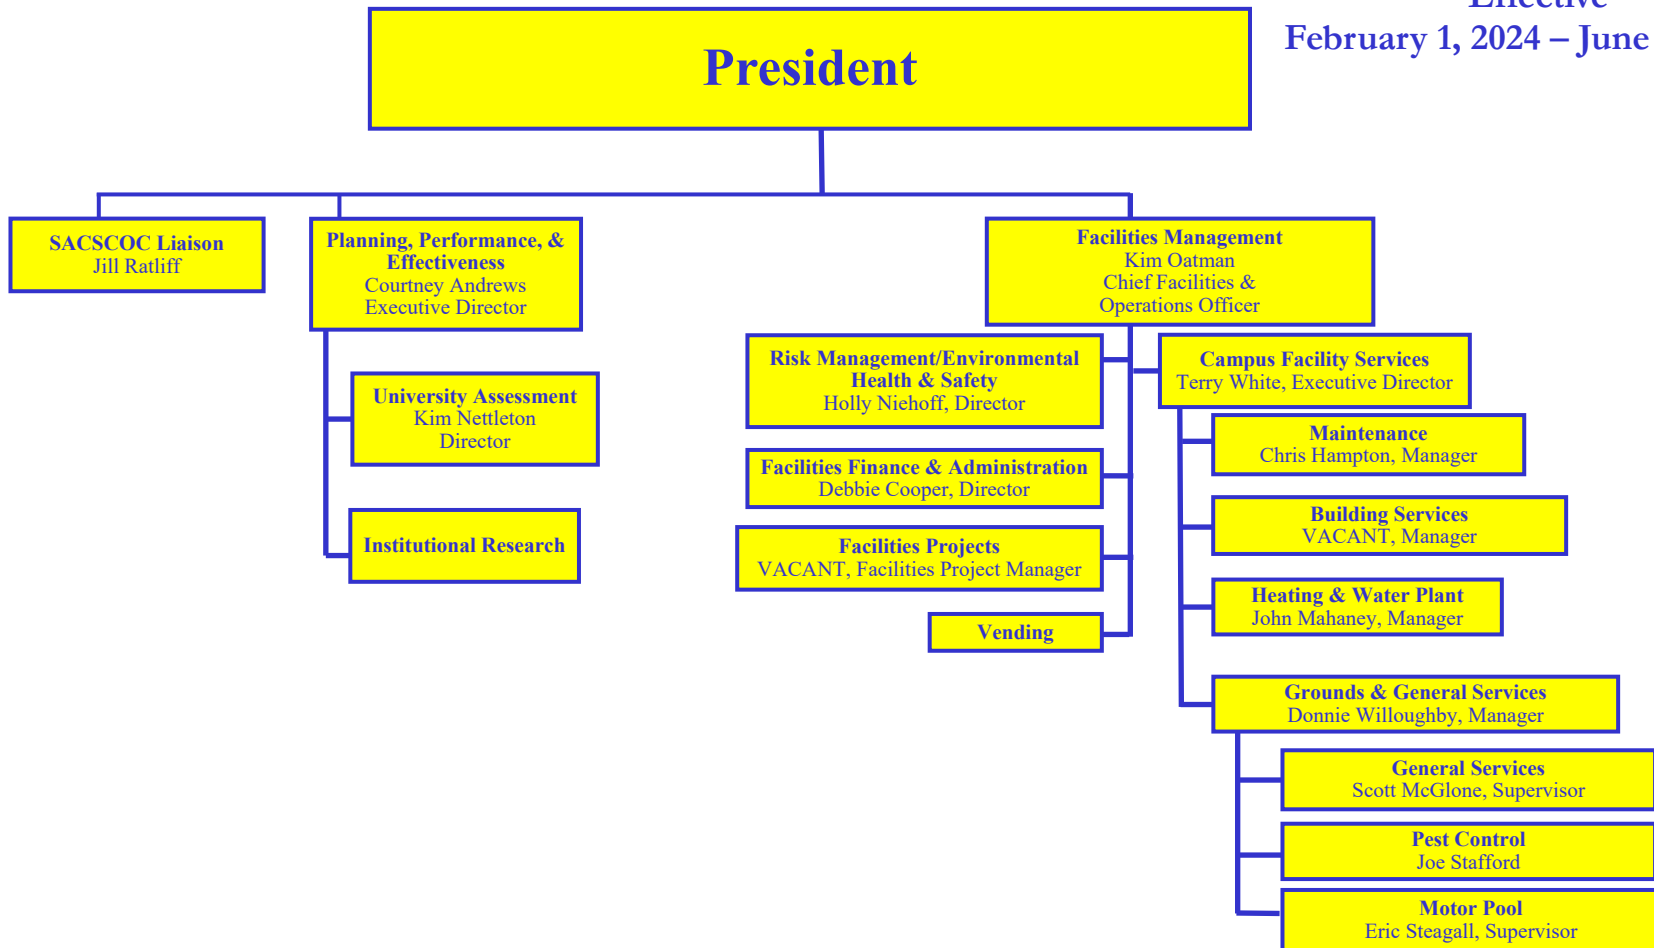 Effective
February 1, 2024 – June
President
SACSCOC Liaison
Jill Ratliff
Planning, Performance, &
Effectiveness
Courtney Andrews
Executive Director
University Assessment
Kim Nettleton
Director
Institutional Research
Facilities Management
Kim Oatman
Chief Facilities &
Operations Officer
Risk Management/Environmental
Health & Safety
Holly Niehoff, Director
Facilities Finance & Administration
Debbie Cooper, Director
Facilities Projects
VACANT, Facilities Project Manager
Vending
Campus Facility Services
Terry White, Executive Director
Maintenance
Chris Hampton, Manager
Building Services
VACANT, Manager
Heating & Water Plant
John Mahaney, Manager
Grounds & General Services
Donnie Willoughby, Manager
General Services
Scott McGlone, Supervisor
Pest Control
Joe Stafford
Motor Pool
Eric Steagall, Supervisor